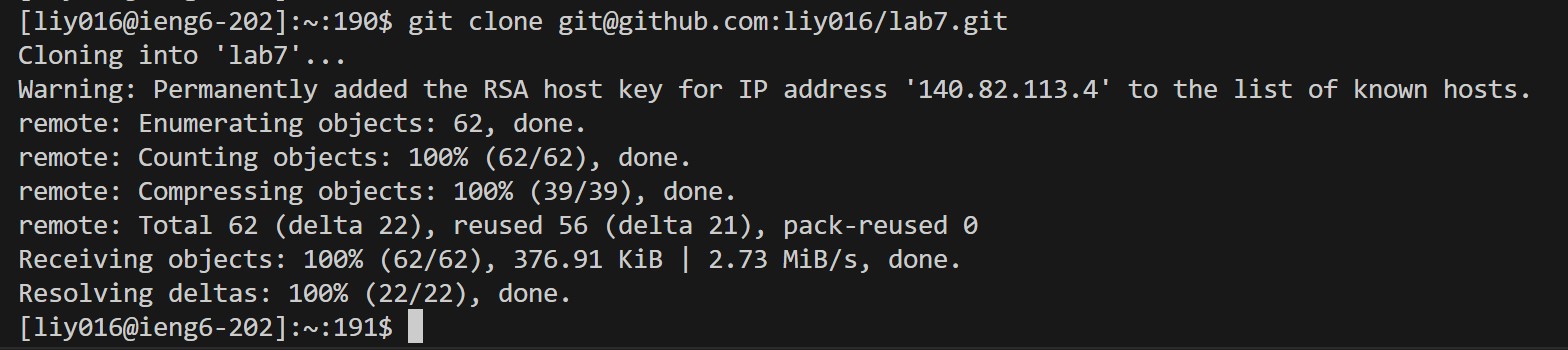 [liy016@ieng6-202]:~:190$ git clone git@github.com:liy016/lab7.git
Cloning into 'lab7'...
Warning: Permanently added the RSA host key for IP address '140.82.113.4' to the list of known hosts.
remote: Enumerating objects: 62, done.
remote: Counting objects: 100% (62/62), done.
remote: Compressing objects: 100% (39/39), done.
remote: Total 62 (delta 22), reused 56 (delta 21), pack-reused 0
Receiving objects: 100% (62/62), 376.91 KiB | 2.73 MiB/s, done.
Resolving deltas: 100% (22/22), done.
[liy016@ieng6-202]:~:191$